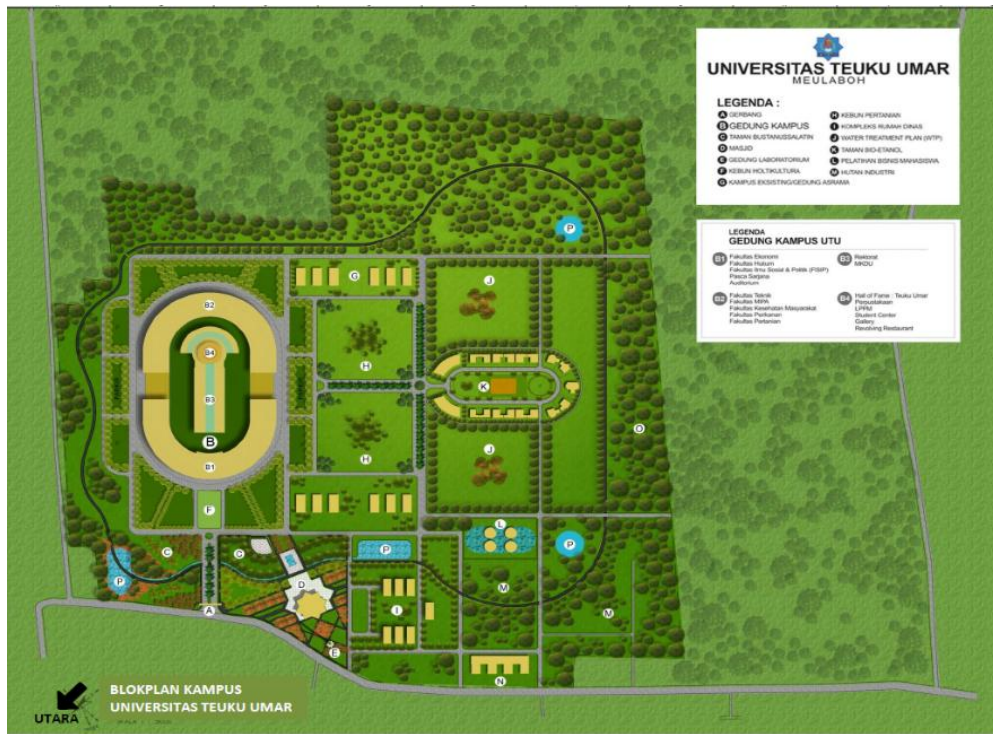 UNIVERSITAS TEUKU UMAR
MEULABOH
LEGENDA :
A GERBANG
B GEDUNG KAMPUS
C TAMAN BUSTANUSSALATIN
D MASJID
E GEDUNG LABORATORIUM
F KEBUN HOLTIKULTURA
G KAMPUS EKSISTING/GEDUNG ASRAMA
H KEBUN PERTANIAN
I KOMPLEKS RUMAH DINAS
J WATER TREATMENT PLAN (WTP)
K TAMAN BIO-ETANOL
L PELATIHAN BISNIS MAHASISWA
M HUTAN INDUSTRI
LEGENDA
GEDUNG KAMPUS UTU
B1 Fakultas Ekonomi
Fakultas Hukum
Fakultas Ilmu Sosial & Politik (FISIP)
Pasca Sarjana
Auditorium
B2 Fakultas Teknik
Fakultas MIPA
Fakultas Kesehatan Masyarakat
Fakultas Perikanan
Fakultas Pertanian
B3 Rektorat
MKDU
B4 Hall of Fame : Teuku Umar
Perpustakaan
LPPM
Student Center
Gallery
Revolving Restaurant
P
G
J
B2
B4
H
K
B3
O
B
H
J
B1
F
L
C
C
P
P
P
D
M
A
I
M
E
N
BLOKPLAN KAMPUS
UNIVERSITAS TEUKU UMAR
UTARA